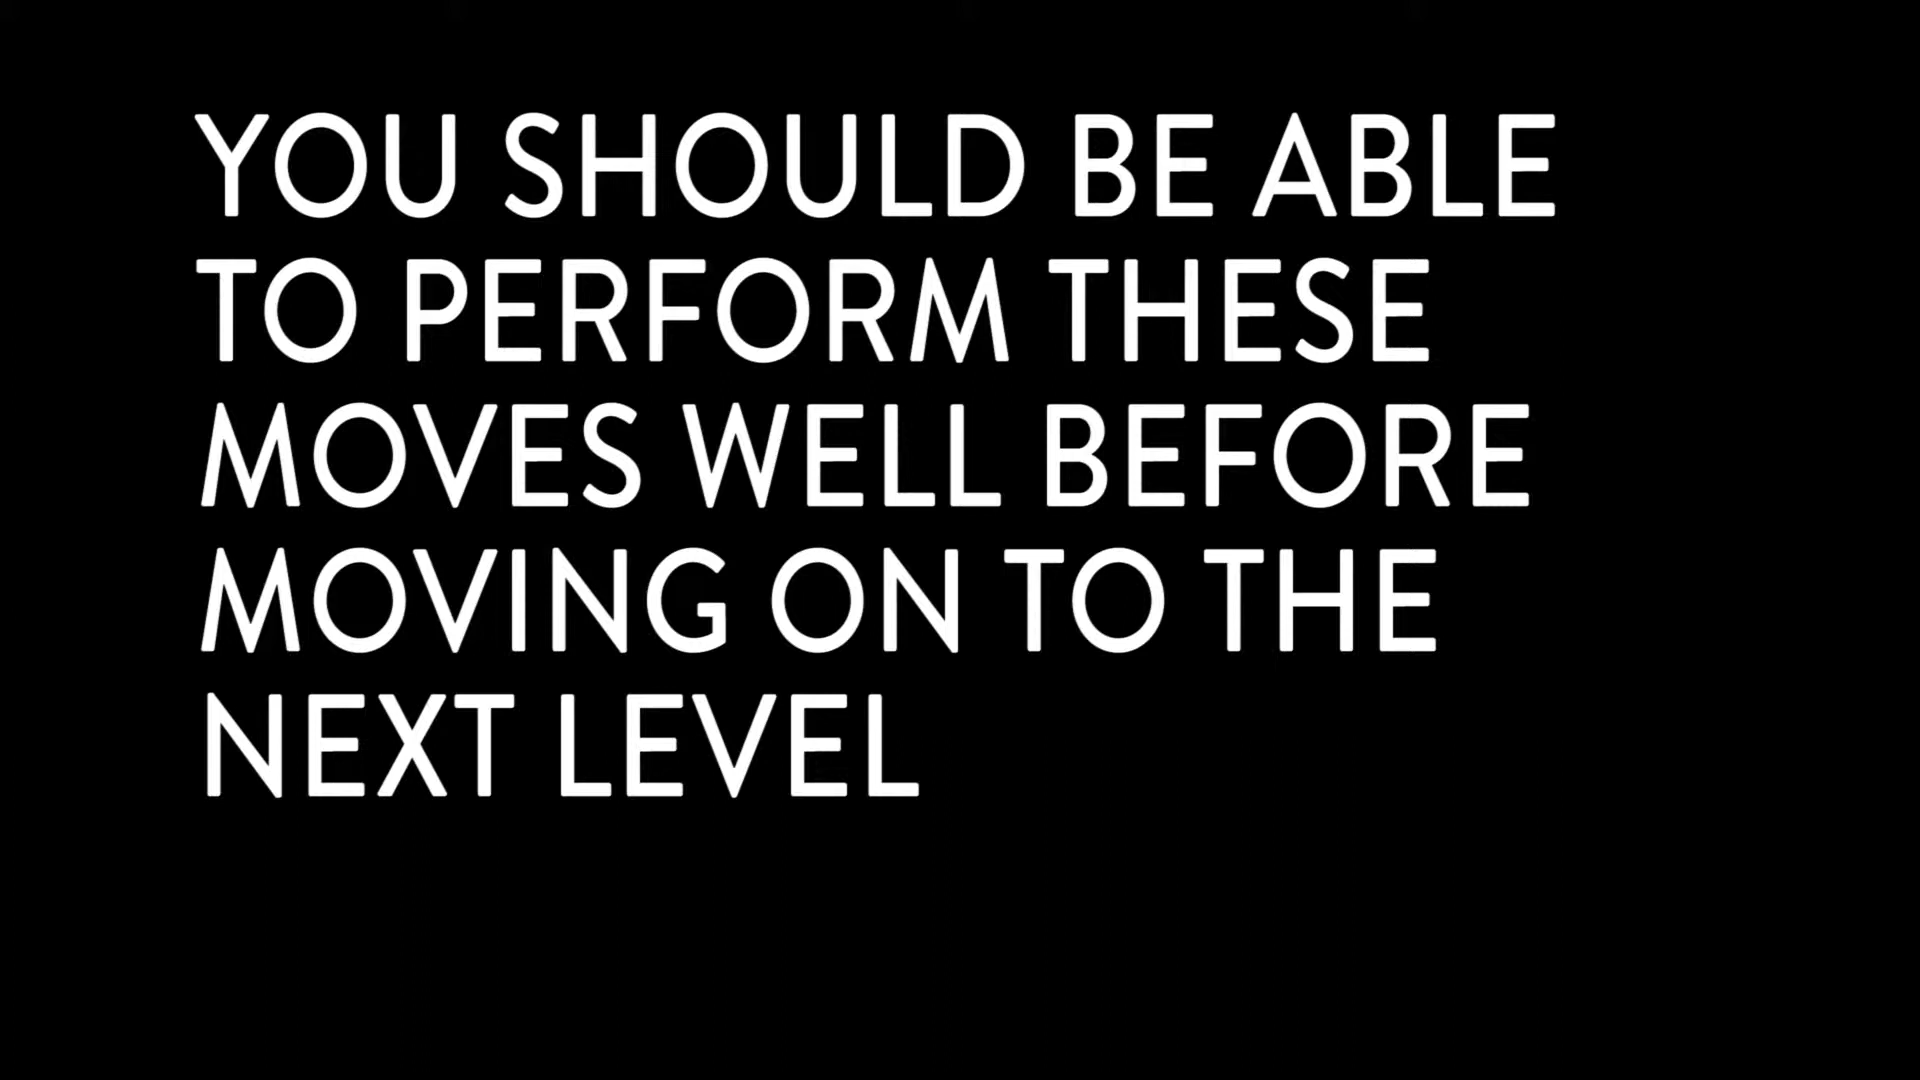 YOU SHOULD BE ABLE
TO PERFORM THESE
MOVES WELL BEFORE
MOVING ON TO THE
NEXT LEVEL